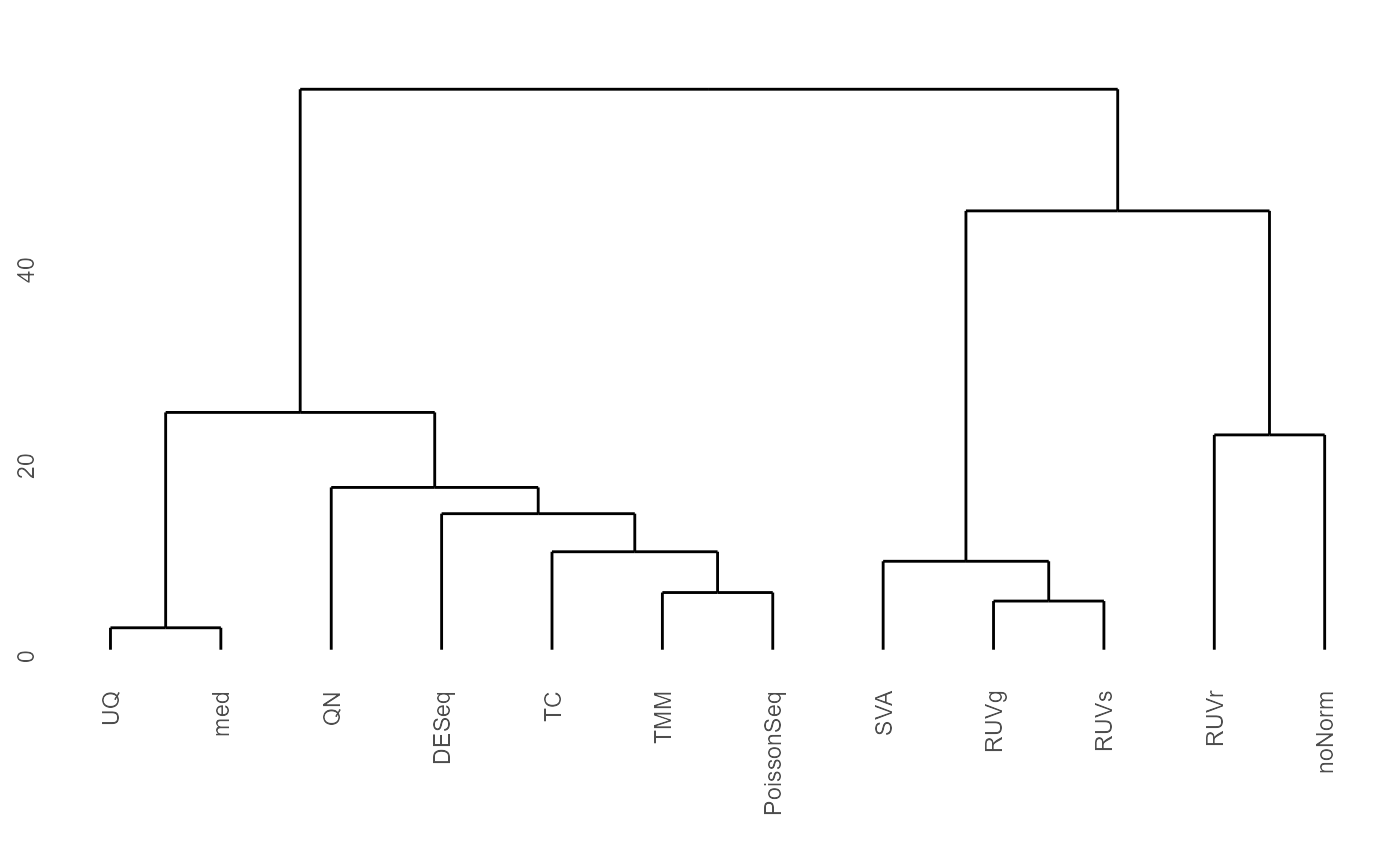 40
20
0
UQ
med
QN
DESeq
TC
TMM
PoissonSeq
SVA
RUVg
RUVs
RUVr
noNorm